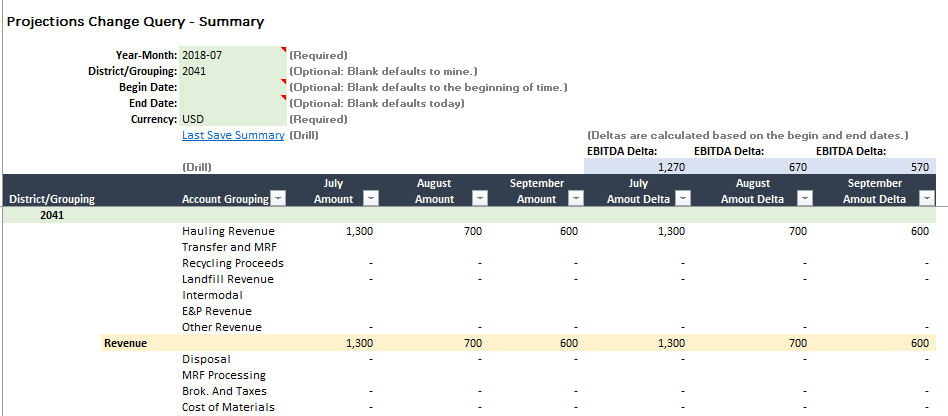 Projections Change Query - Summary
Year-Month: 2018-07 (Required)
District/Grouping: 2041 (Optional: Blank defaults to mine.)
Begin Date: (Optional: Blank defaults to the beginning of time.)
End Date: (Optional: Blank defaults today)
Currency: USD (Required)
Last Save Summary (Drill) (Deltas are calculated based on the begin and end dates.)
EBITDA Delta: EBITDA Delta: EBITDA Delta:
(Drill) 1,270 670 570
July August September July August September
District/Grouping Account Grouping Amount Amount Amount Amout Delta Amout Delta Amout Delta
2041
Hauling Revenue 1,300 700 600 1,300 700 600
Transfer and MRF
Recycling Proceeds - - - - - -
Landfill Revenue - - - - - -
Intermodal
E&P Revenue
Other Revenue - - - - - -
Revenue 1,300 700 600 1,300 700 600
Disposal - - - - - -
MRF Processing
Brok. And Taxes - - - - - -
Cost of Materials - - - - - -